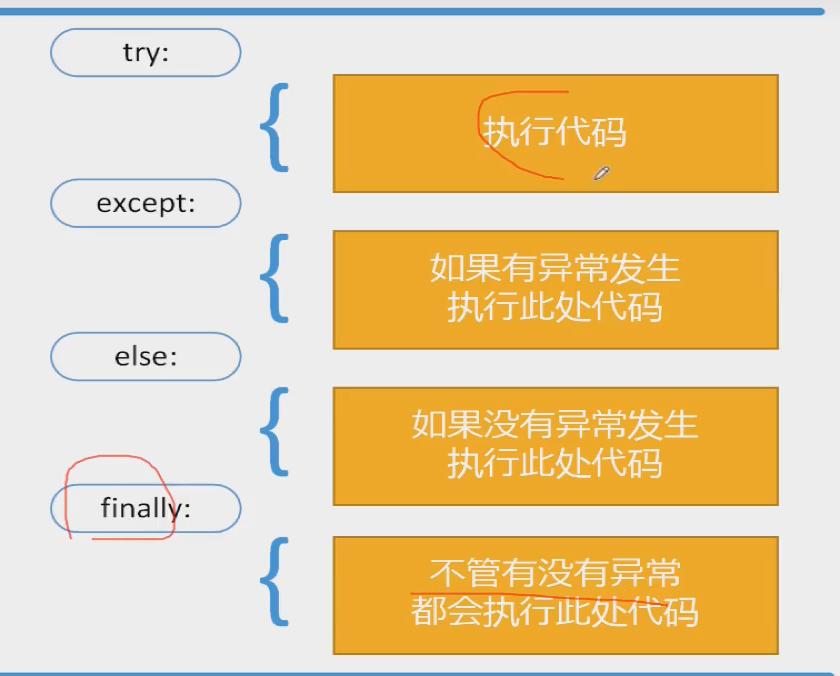 try:
执行代码
except:
如果有异常发生
执行此处代码
else:
如果没有异常发生
执行此处代码
finally:
不管有没有异常
都会执行此处代码